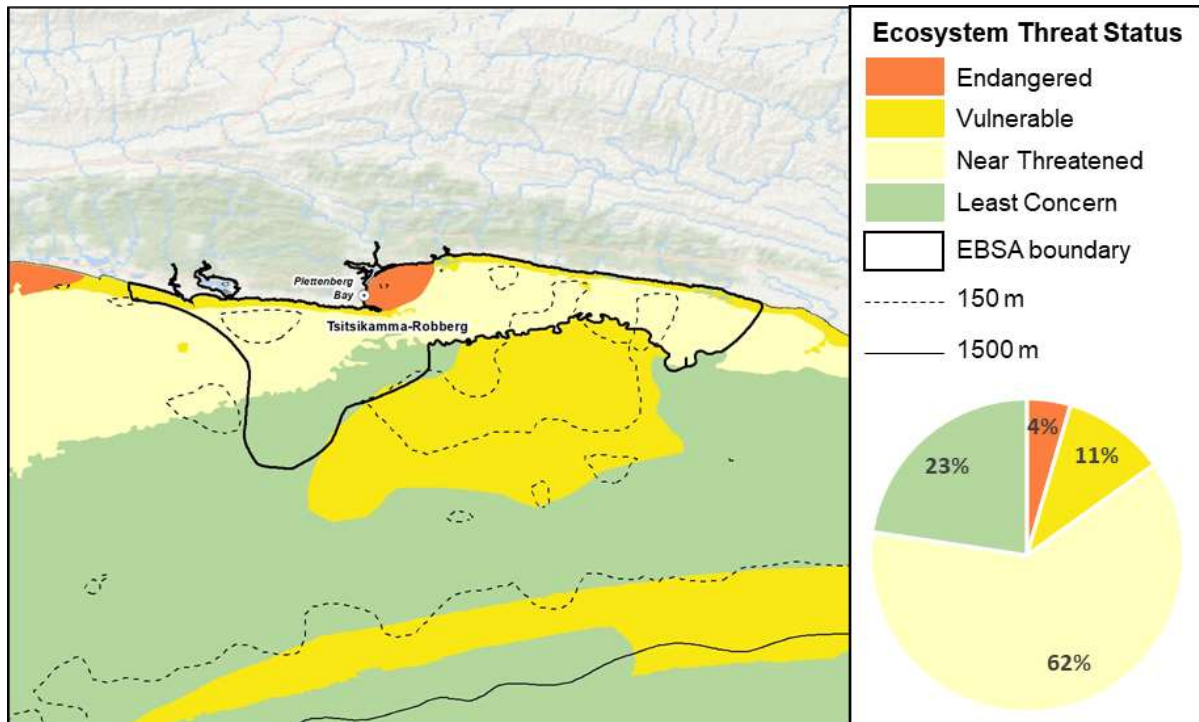 Plettenberg
Bay
Tsitsikamma-Robberg
Ecosystem Threat Status
Endangered
Vulnerable
Near Threatened
Least Concern
EBSA boundary
150 m
1500 m
4%
11%
23%
62%